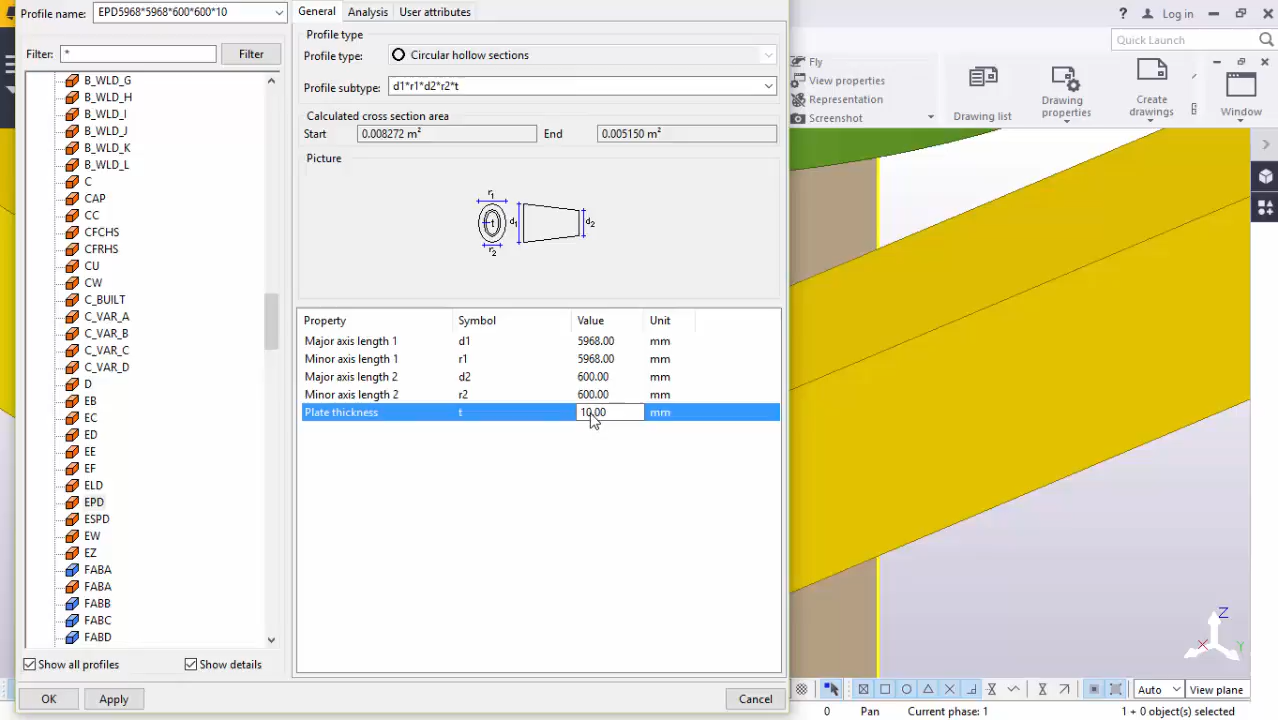 Profile name: EPD5968*5968*600*600*10
General Analysis User attributes
? Log in
Quick Launch
Profile type
Filter: * Filter
Profile type: Circular hollow sections
Profile subtype: d1*r1*d2*r2*t
Calculated cross section area
Start 0.008272 m² End 0.005150 m²
Picture
r1
t d1 d2
r2
Property Symbol Value Unit
Major axis length 1 d1 5968.00 mm
Minor axis length 1 r1 5968.00 mm
Major axis length 2 d2 600.00 mm
Minor axis length 2 r2 600.00 mm
Plate thickness t 10.00 mm
B_WLD_G
B_WLD_H
B_WLD_I
B_WLD_J
B_WLD_K
B_WLD_L
C
CAP
CC
CFCHS
CFRHS
CU
CW
C_BUILT
C_VAR_A
C_VAR_B
C_VAR_C
C_VAR_D
D
EB
EC
ED
EE
EF
ELD
EPD
ESPD
EW
EZ
FABA
FABA
FABB
FABC
FABD
Show all profiles Show details
OK Apply Cancel
Fly
View properties
Representation
Screenshot
Drawing list
Drawing
properties
Create
drawings
Window
Z
X Y
Auto View plane
0 Pan Current phase: 1 1 + 0 object(s) selected